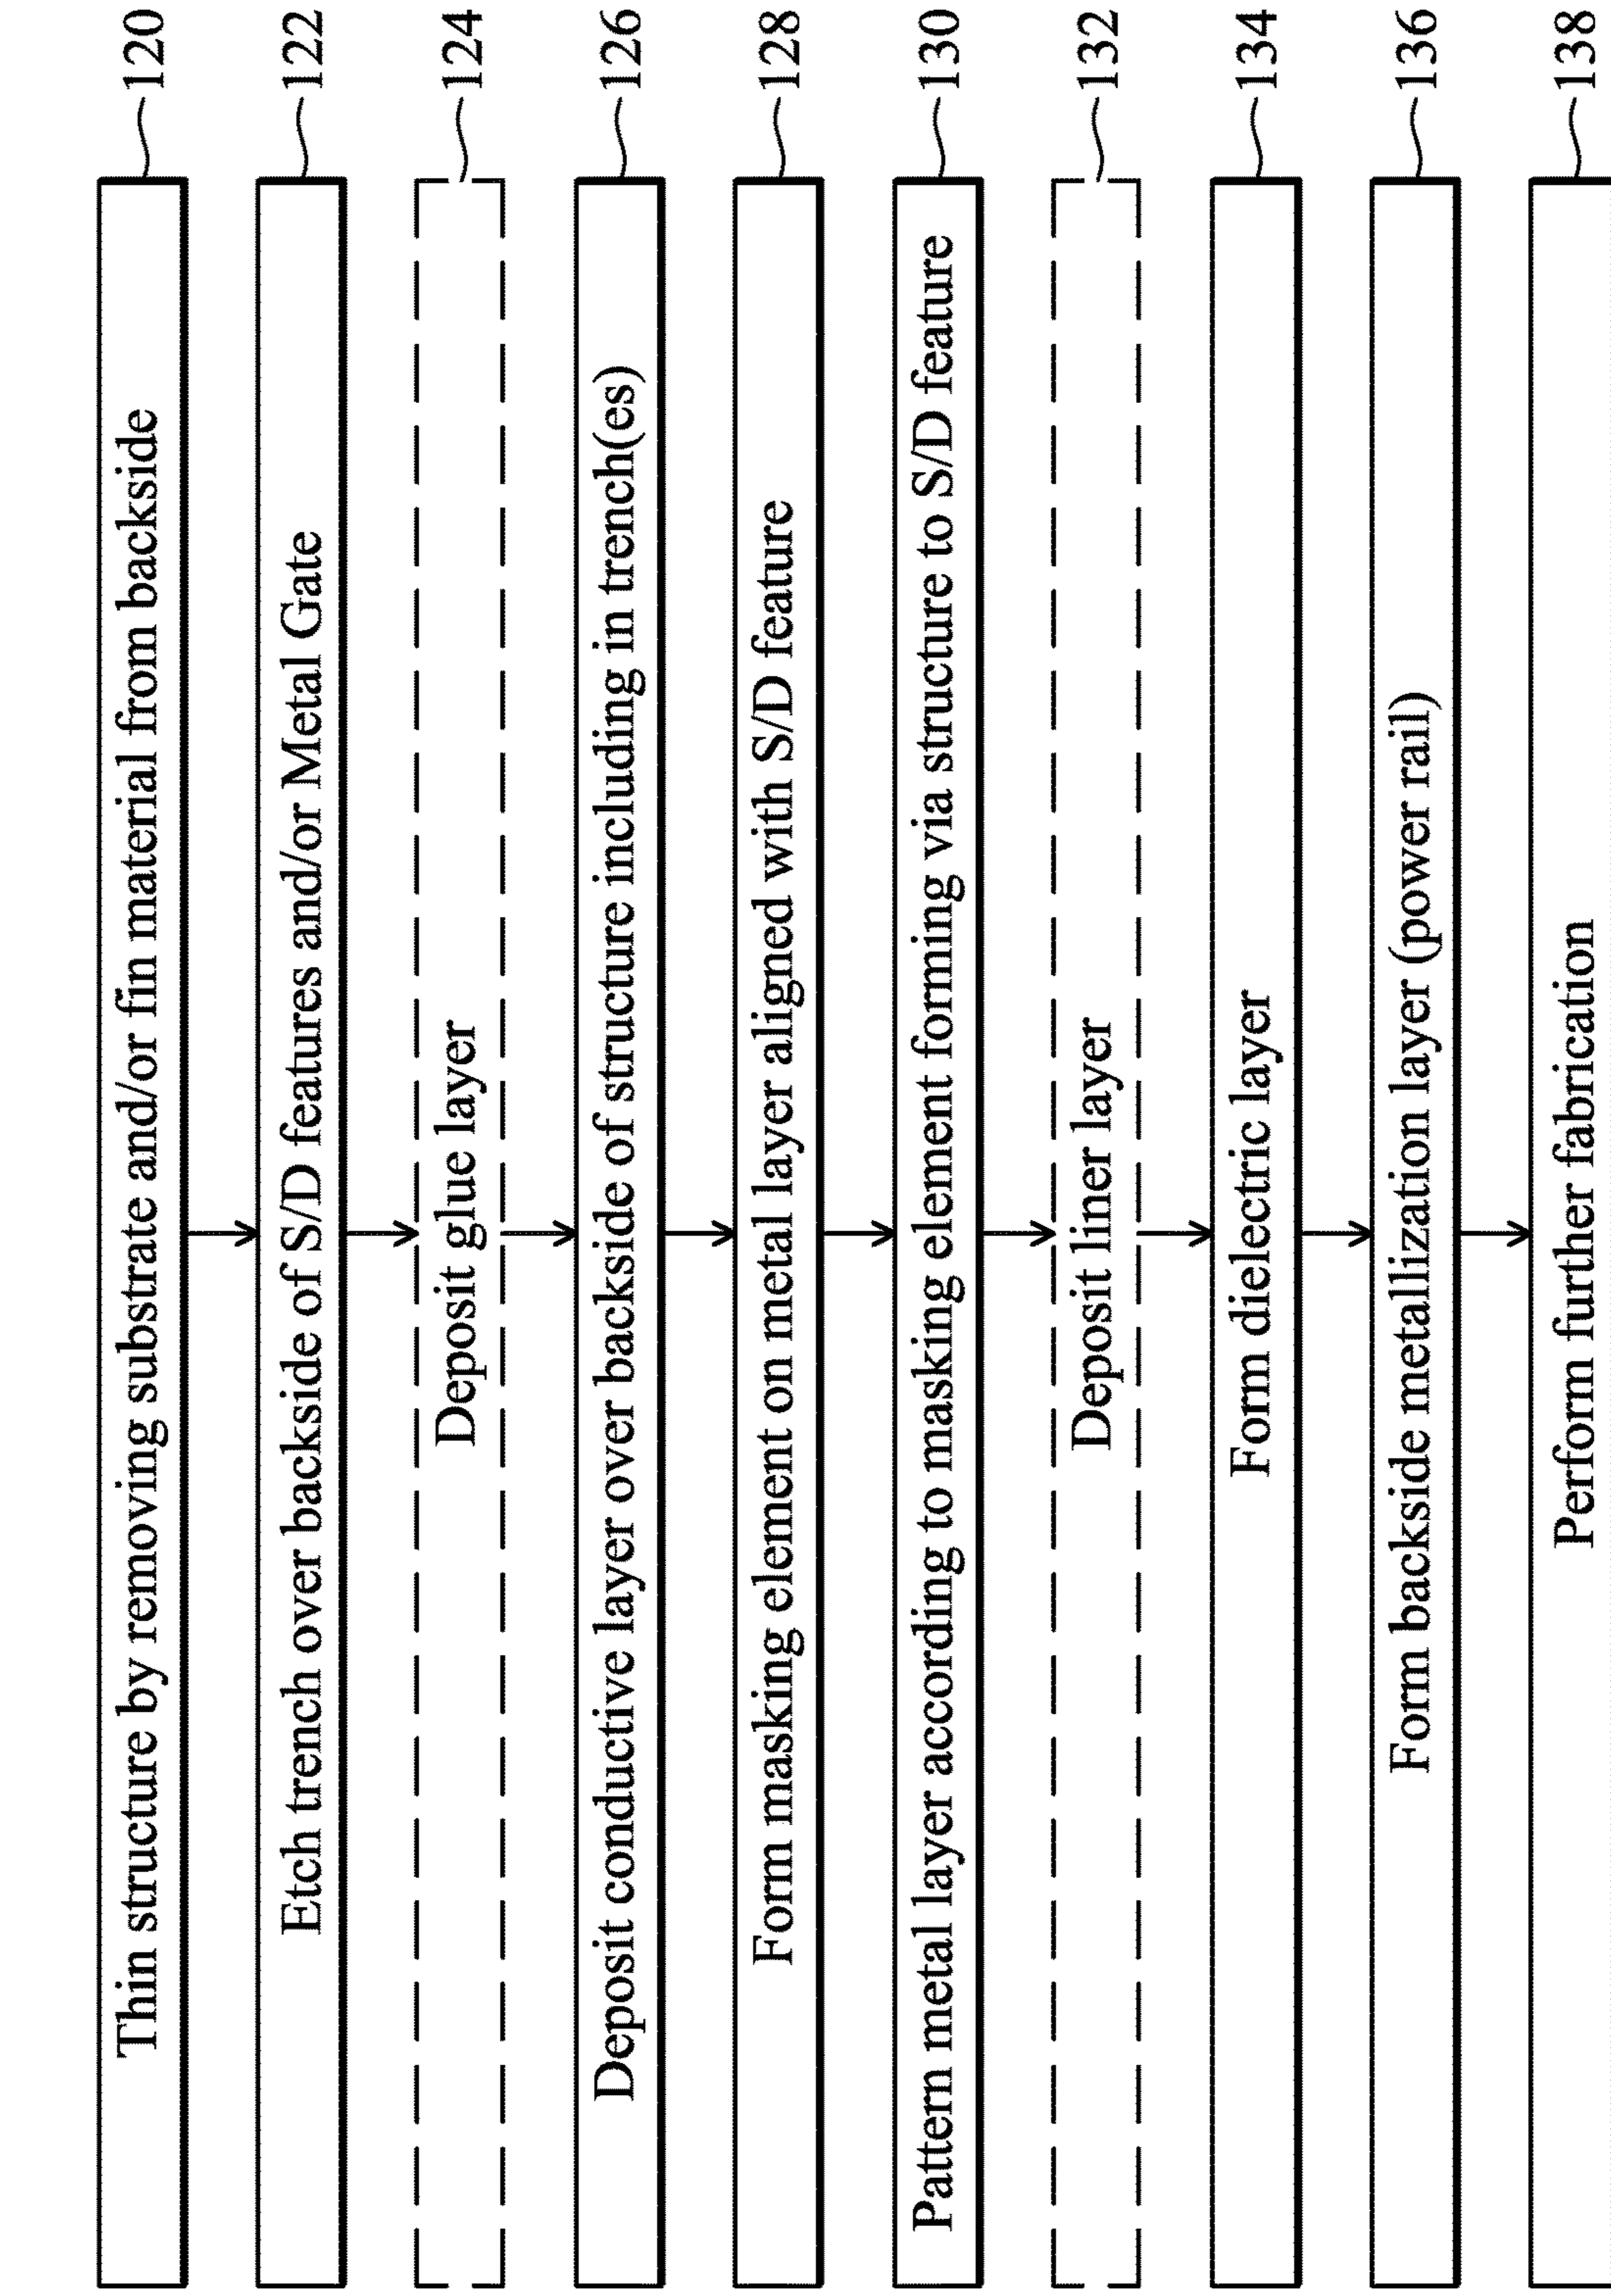 Thin structure by removing substrate and/or fin material from backside 120
Etch trench over backside of S/D features and/or Metal Gate 122
Deposit glue layer 124
Deposit conductive layer over backside of structure including in trench(es) 126
Form masking element on metal layer aligned with S/D feature 128
Pattern metal layer according to masking element forming via structure to S/D feature 130
Deposit liner layer 132
Form dielectric layer 134
Form backside metallization layer (power rail) 136
Perform further fabrication 138